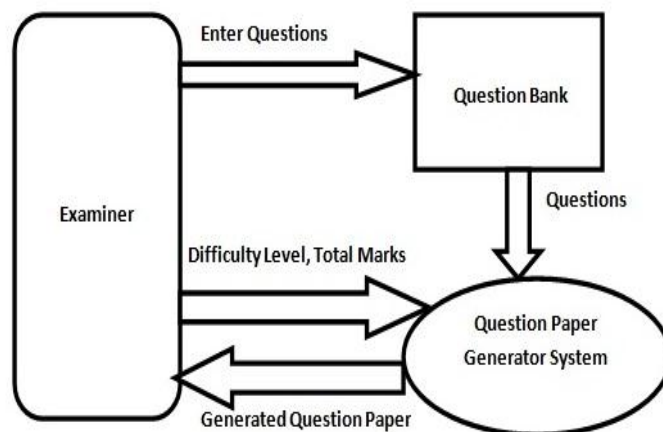 Enter Questions
Question Bank
Examiner
Questions
Difficulty Level, Total Marks
Question Paper
Generator System
Generated Question Paper